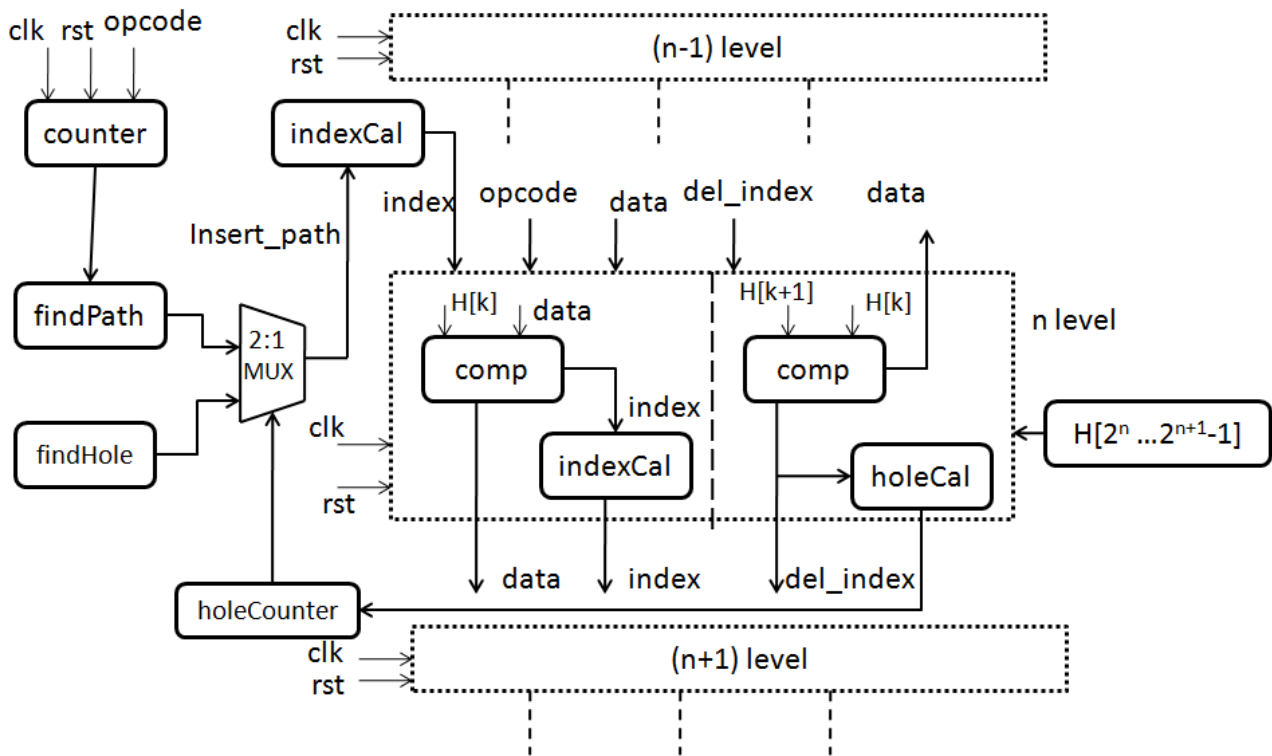 clk rst opcode
counter
clk
rst
(n-1) level
indexCal
index
opcode
data
del_index
data
Insert_path
findPath
2:1
MUX
findHole
H[k]
data
comp
index
indexCal
H[k+1]
H[k]
comp
holeCal
n level
H[2ⁿ ...2ⁿ⁺¹-1]
clk
rst
data
index
del_index
holeCounter
clk
rst
(n+1) level